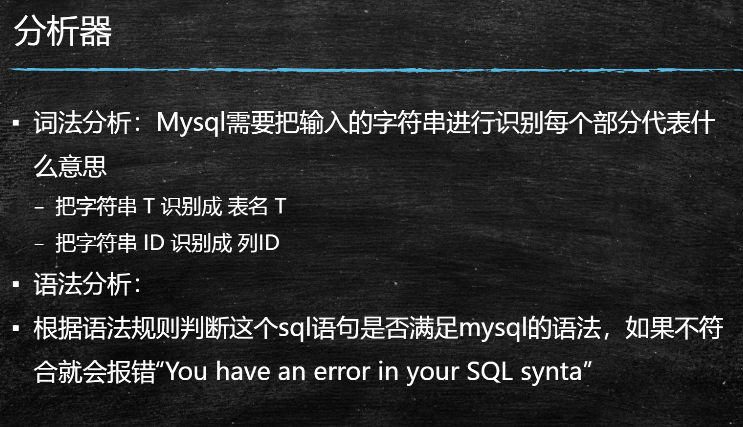 分析器
▪ 词法分析：Mysql需要把输入的字符串进行识别每个部分代表什
么意思
– 把字符串 T 识别成 表名 T
– 把字符串 ID 识别成 列ID
▪ 语法分析：
▪ 根据语法规则判断这个sql语句是否满足mysql的语法，如果不符
合就会报错“You have an error in your SQL synta”